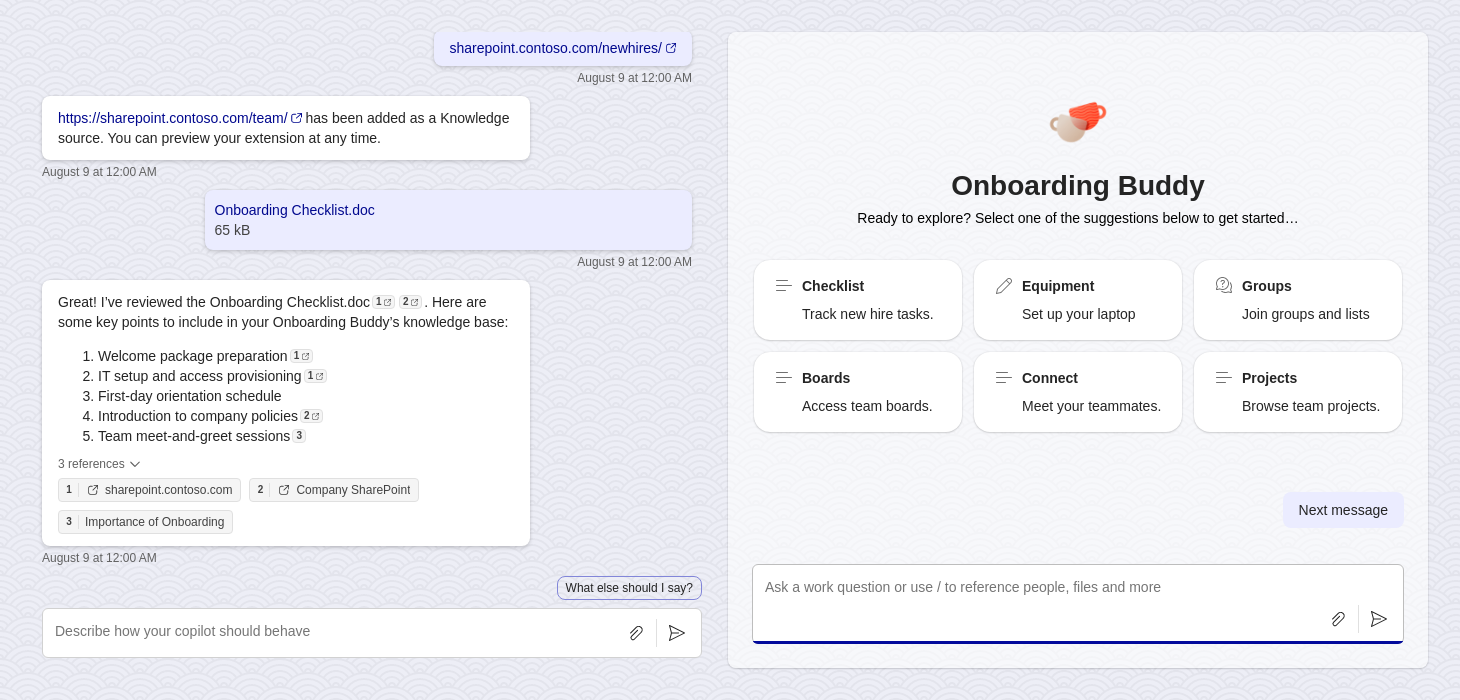 sharepoint.contoso.com/newhires/
August 9 at 12:00 AM
https://sharepoint.contoso.com/team/ has been added as a Knowledge
source. You can preview your extension at any time.
August 9 at 12:00 AM
Onboarding Checklist.doc
65 kB
August 9 at 12:00 AM
Great! I’ve reviewed the Onboarding Checklist.doc 1 2 . Here are
some key points to include in your Onboarding Buddy’s knowledge base:
1. Welcome package preparation 1
2. IT setup and access provisioning 1
3. First-day orientation schedule
4. Introduction to company policies 2
5. Team meet-and-greet sessions 3
3 references
1 sharepoint.contoso.com 2 Company SharePoint
3 Importance of Onboarding
August 9 at 12:00 AM
What else should I say?
Describe how your copilot should behave
Onboarding Buddy
Ready to explore? Select one of the suggestions below to get started…
Checklist
Track new hire tasks.
Equipment
Set up your laptop
Groups
Join groups and lists
Boards
Access team boards.
Connect
Meet your teammates.
Projects
Browse team projects.
Next message
Ask a work question or use / to reference people, files and more